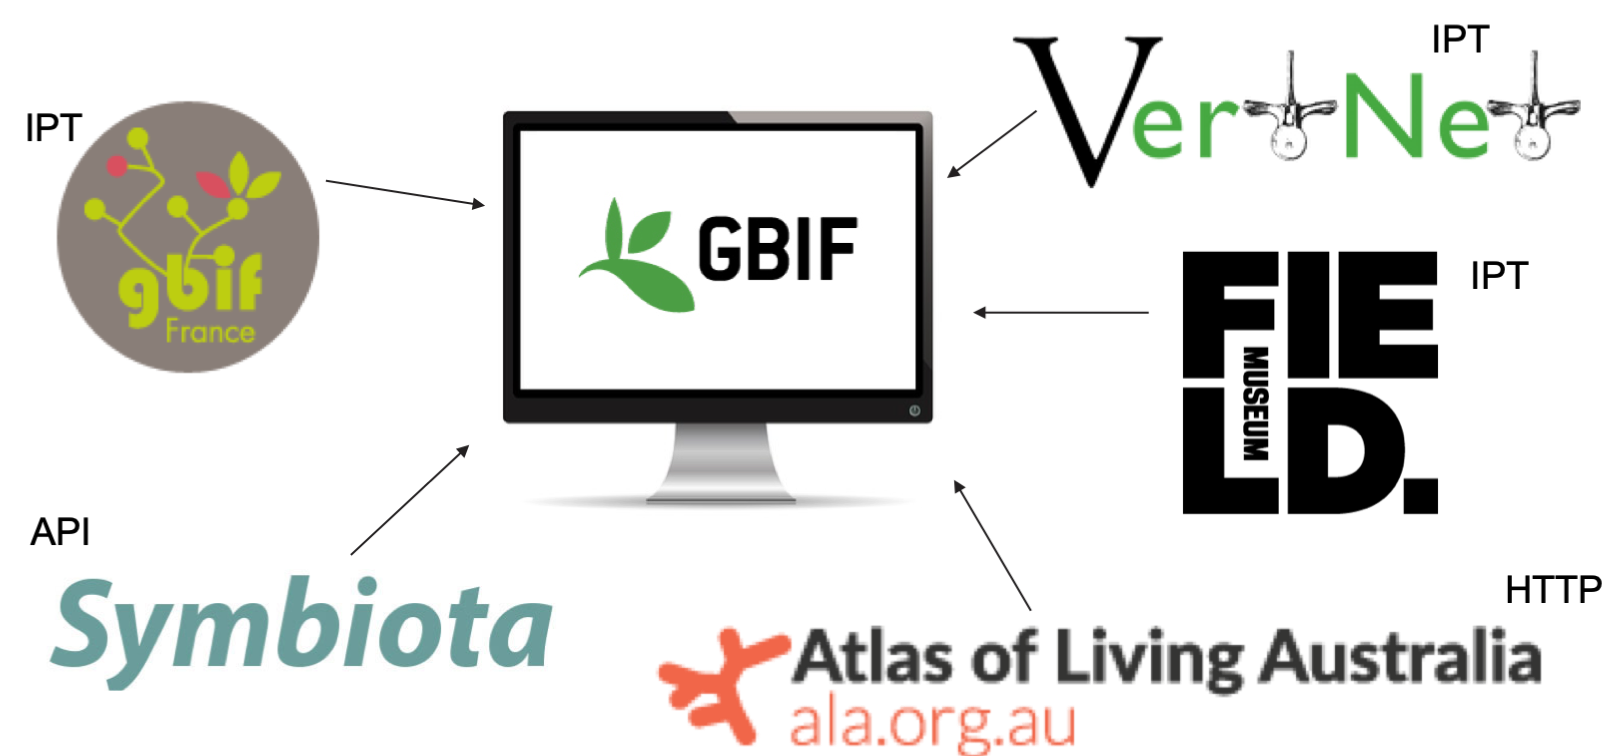 IPT
gbif
France
GBIF
VertNet
IPT
FIELD.
MUSEUM
IPT
API
Symbiota
HTTP
Atlas of Living Australia
ala.org.au